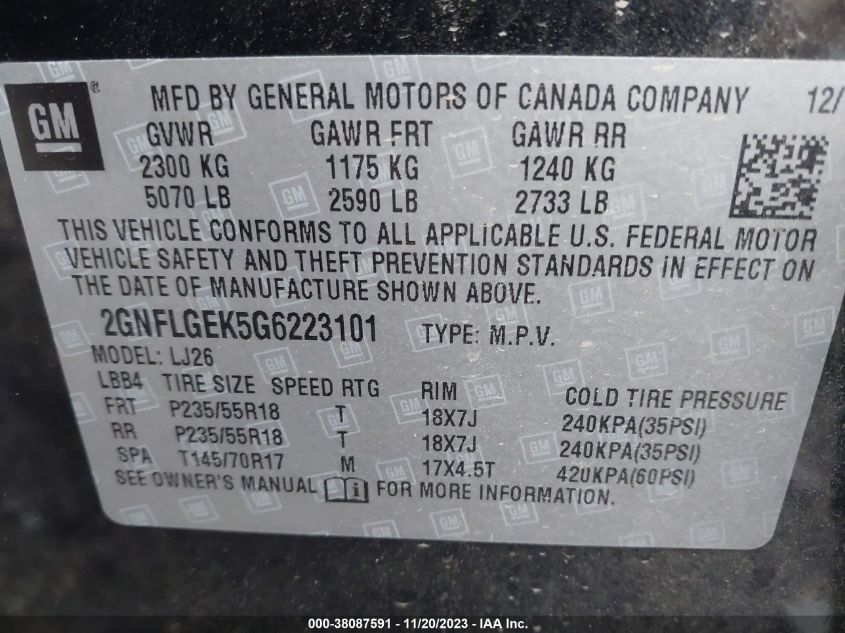 GM ® MFD BY GENERAL MOTORS OF CANADA COMPANY 12/
GVWR GAWR FRT GAWR RR
2300 KG 1175 KG 1240 KG
5070 LB 2590 LB 2733 LB
THIS VEHICLE CONFORMS TO ALL APPLICABLE U.S. FEDERAL MOTOR
VEHICLE SAFETY AND THEFT PREVENTION STANDARDS IN EFFECT ON
THE DATE OF MANUFACTURE SHOWN ABOVE.
2GNFLGEK5G6223101 TYPE: M.P.V.
MODEL: LJ26
LBB4 TIRE SIZE SPEED RTG RIM COLD TIRE PRESSURE
FRT P235/55R18 T 18X7J 240KPA(35PSI)
RR P235/55R18 T 18X7J 240KPA(35PSI)
SPA T145/70R17 M 17X4.5T 420KPA(60PSI)
SEE OWNER'S MANUAL FOR MORE INFORMATION.
000-38087591 - 11/20/2023 - IAA Inc.